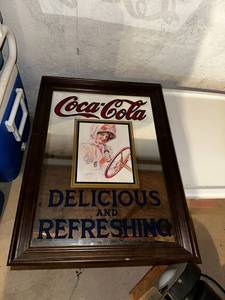 Coca-Cola
DELICIOUS
AND
REFRESHING